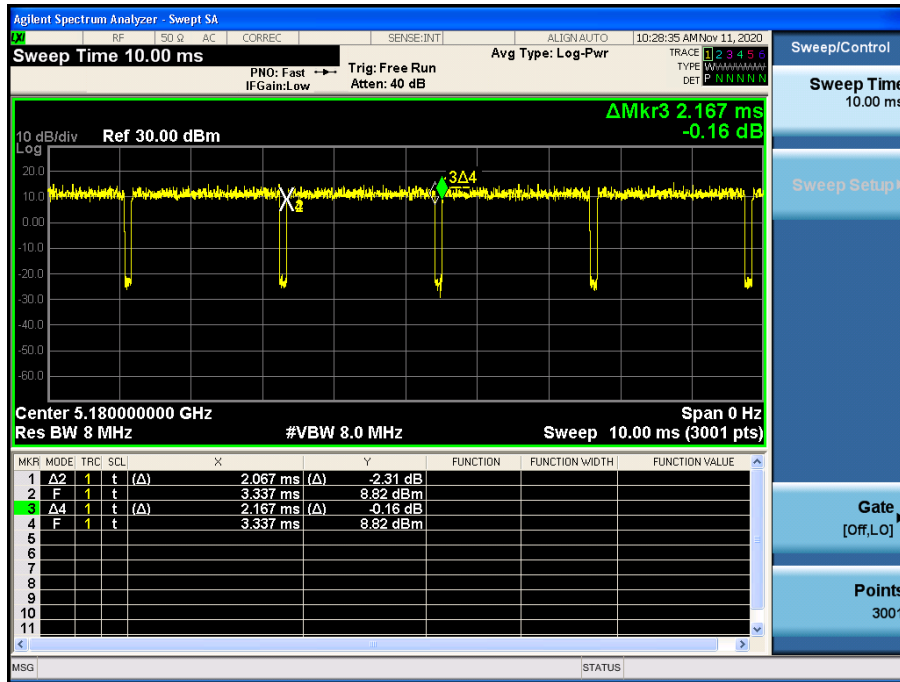 Agilent Spectrum Analyzer - Swept SA
LXI RF 50 Ω AC CORREC SENSE:INT ALIGN AUTO 10:28:35 AM Nov 11, 2020
Sweep Time 10.00 ms
Avg Type: Log-Pwr
TRACE 1 2 3 4 5 6
PNO: Fast Trig: Free Run
TYPE WWWWWWW
IFGain:Low Atten: 40 dB
DET P N N N N N
Sweep/Control
Sweep Time
10.00 ms
Sweep Setup
ΔMkr3 2.167 ms
-0.16 dB
10 dB/div Ref 30.00 dBm
Log
20.0
10.0
0.00
-10.0
-20.0
-30.0
-40.0
-50.0
-60.0
3Δ4
Center 5.180000000 GHz Span 0 Hz
Res BW 8 MHz #VBW 8.0 MHz Sweep 10.00 ms (3001 pts)
MKR MODE TRC SCL X Y FUNCTION FUNCTION WIDTH FUNCTION VALUE
1 Δ2 1 t (Δ) 2.067 ms (Δ) -2.31 dB
2 F 1 t 3.337 ms 8.82 dBm
3 Δ4 1 t (Δ) 2.167 ms (Δ) -0.16 dB
4 F 1 t 3.337 ms 8.82 dBm
5
6
7
8
9
10
11
Gate
[Off,LO]
Points
3001
MSG STATUS